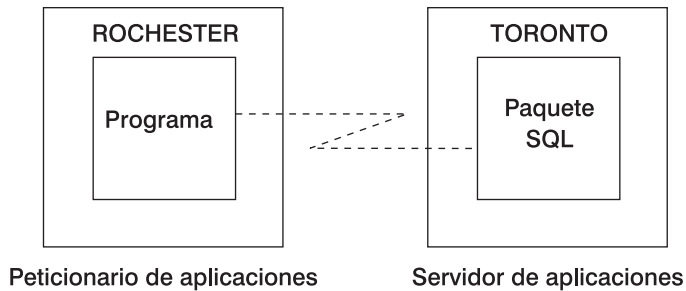 ROCHESTER
Programa
Peticionario de aplicaciones
TORONTO
Paquete
SQL
Servidor de aplicaciones